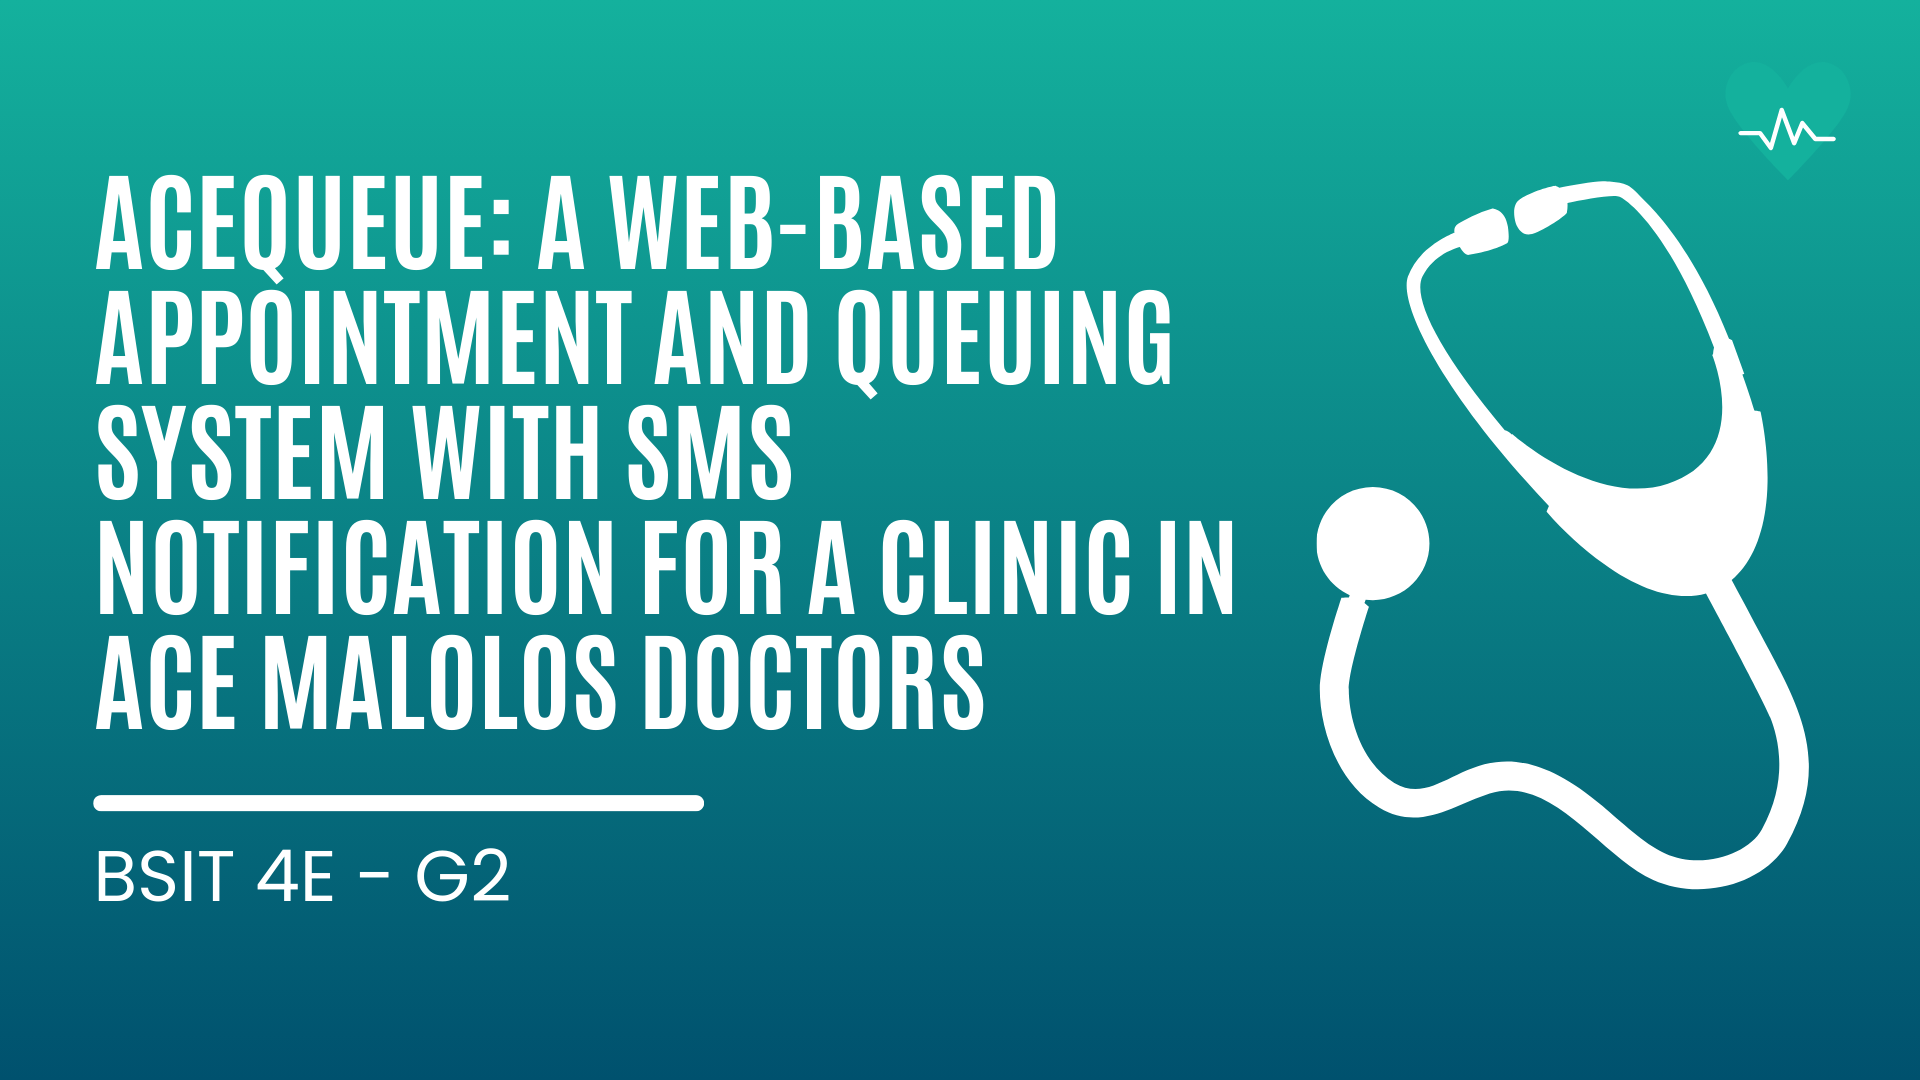 ACEQUEUE: A WEB-BASED
APPOINTMENT AND QUEUING
SYSTEM WITH SMS
NOTIFICATION FOR A CLINIC IN
ACE MALOLOS DOCTORS
BSIT 4E - G2